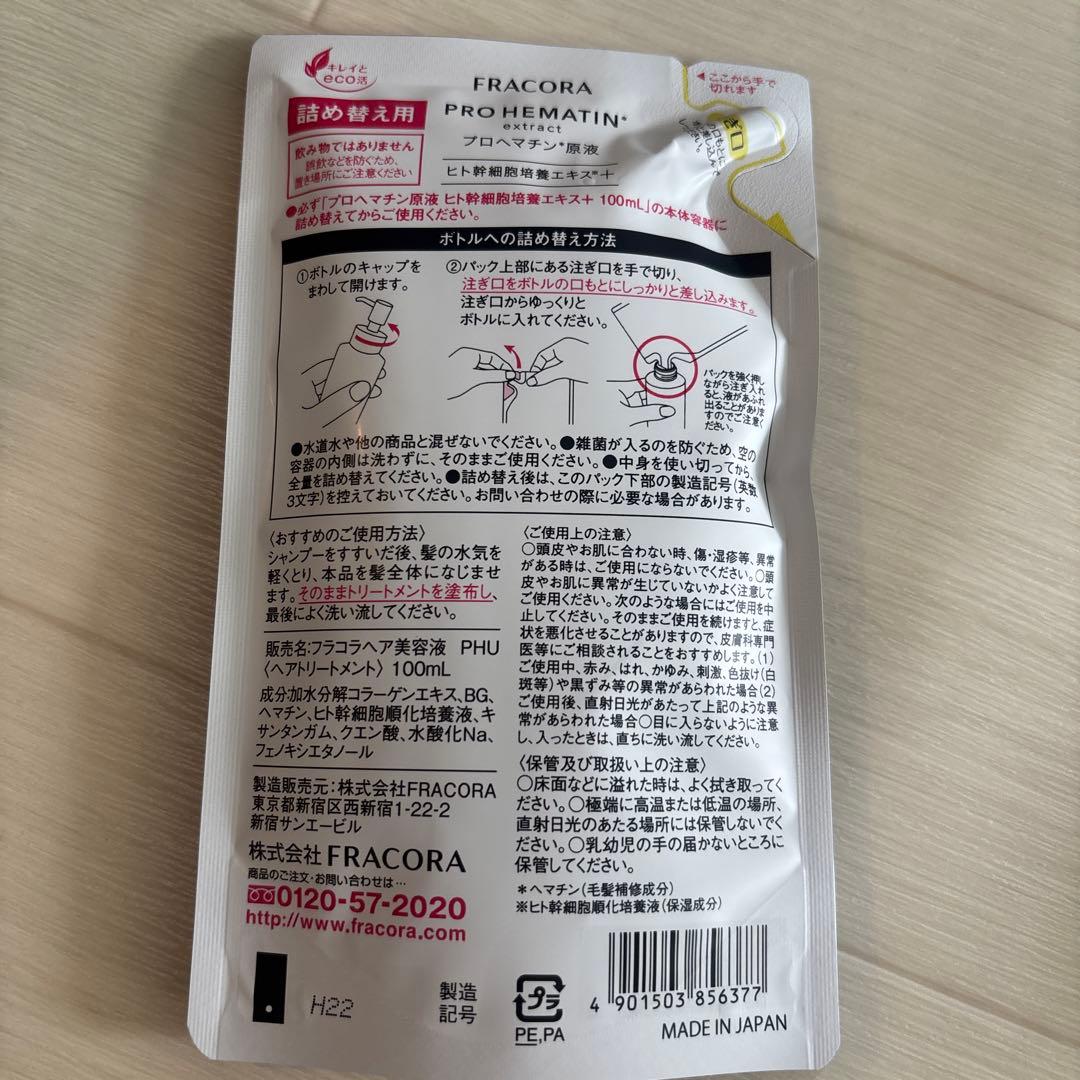 キレイと
eco活
詰め替え用
飲み物ではありません
誤飲などを防ぐため、
置き場所にご注意ください
FRACORA
PRO HEMATIN*
extract
プロヘマチン*原液
ヒト幹細胞培養エキス※＋
◀ここから手で
切れます
ぎ口
●必ず「プロヘマチン原液 ヒト幹細胞培養エキス＋ 100mL」の本体容器に
詰め替えてからご使用ください。
ボトルへの詰め替え方法
①ボトルのキャップを
まわして開けます。
②パック上部にある注ぎ口を手で切り、
注ぎ口をボトルの口もとにしっかりと差し込みます。
注ぎ口からゆっくりと
ボトルに入れてください。
パックを強く押し
ながら注ぎ入れ
ると、液があふれ
出ることがありま
すのでご注意く
ださい。
●水道水や他の商品と混ぜないでください。●雑菌が入るのを防ぐため、空の
容器の内側は洗わずに、そのままご使用ください。●中身を使い切ってから、
全量を詰め替えてください。●詰め替え後は、このパック下部の製造記号(英数
3文字)を控えておいてください。お問い合わせの際に必要な場合があります。
〈おすすめのご使用方法〉
シャンプーをすすいだ後、髪の水気を
軽くとり、本品を髪全体になじませ
ます。そのままトリートメントを塗布し、
最後によく洗い流してください。
販売名:フラコラヘア美容液 PHU
〈ヘアトリートメント〉 100mL
成分:加水分解コラーゲンエキス、BG、
ヘマチン、ヒト幹細胞順化培養液、キ
サンタンガム、クエン酸、水酸化Na、
フェノキシエタノール
製造販売元:株式会社FRACORA
東京都新宿区西新宿1-22-2
新宿サンエービル
株式会社 FRACORA
商品のご注文・お問い合わせは…
0120-57-2020
http://www.fracora.com
〈ご使用上の注意〉
○頭皮やお肌に合わない時、傷・湿疹等、異常
がある時は、ご使用にならないでください。○頭
皮やお肌に異常が生じていないかよく注意して
ご使用ください。次のような場合にはご使用を中
止してください。そのままご使用を続けますと、症
状を悪化させることがありますので、皮膚科専門
医等にご相談されることをおすすめします。(1)
ご使用中、赤み、はれ、かゆみ、刺激、色抜け(白
斑等)や黒ずみ等の異常があらわれた場合(2)
ご使用後、直射日光があたって上記のような異
常があらわれた場合○目に入らないように注意
し、入ったときは、直ちに洗い流してください。
〈保管及び取扱い上の注意〉
○床面などに溢れた時は、よく拭き取ってく
ださい。○極端に高温または低温の場所、
直射日光のあたる場所には保管しないでく
ださい。○乳幼児の手の届かないところに
保管してください。
*ヘマチン(毛髪補修成分)
※ヒト幹細胞順化培養液(保湿成分)
H22
製造
記号
プラ
PE,PA
4 901503 856377
MADE IN JAPAN